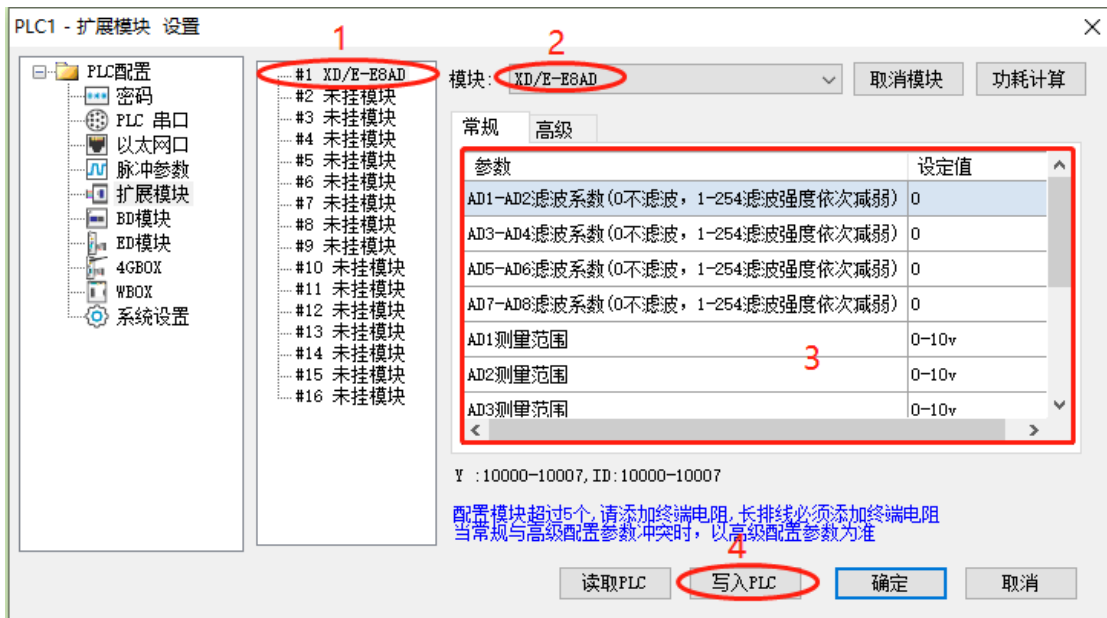 PLC1 - 扩展模块 设置
1
2
PLC配置
密码
PLC 串口
以太网口
脉冲参数
扩展模块
BD模块
ED模块
4GBOX
WBOX
系统设置
#1 XD/E-E8AD
#2 未挂模块
#3 未挂模块
#4 未挂模块
#5 未挂模块
#6 未挂模块
#7 未挂模块
#8 未挂模块
#9 未挂模块
#10 未挂模块
#11 未挂模块
#12 未挂模块
#13 未挂模块
#14 未挂模块
#15 未挂模块
#16 未挂模块
模块: XD/E-E8AD 取消模块 功耗计算
常规 高级
参数 设定值
AD1-AD2滤波系数(0不滤波，1-254滤波强度依次减弱) 0
AD3-AD4滤波系数(0不滤波，1-254滤波强度依次减弱) 0
AD5-AD6滤波系数(0不滤波，1-254滤波强度依次减弱) 0
AD7-AD8滤波系数(0不滤波，1-254滤波强度依次减弱) 0
AD1测量范围 0-10v
3
AD2测量范围 0-10v
AD3测量范围 0-10v
Y :10000-10007,ID:10000-10007
配置模块超过5个,请添加终端电阻,长排线必须添加终端电阻
当常规与高级配置参数冲突时，以高级配置参数为准
4
读取PLC 写入PLC 确定 取消